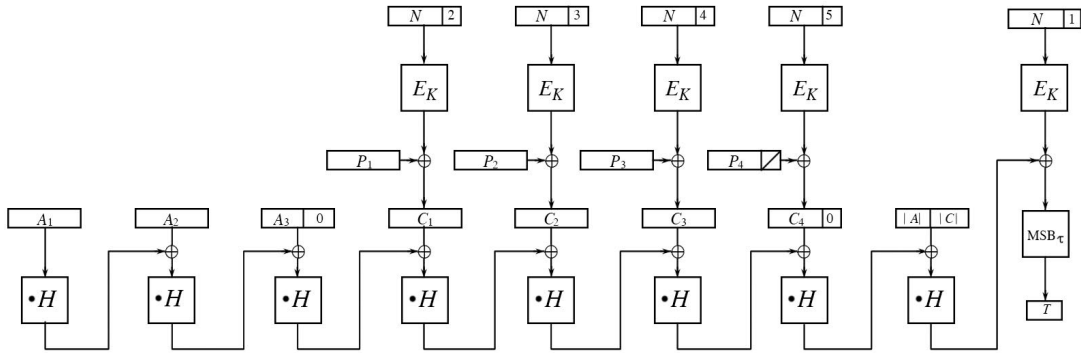 N 2 N 3 N 4 N 5 N 1
E_K E_K E_K E_K E_K
P_1 P_2 P_3 P_4
A_1 A_2 A_3 0 C_1 C_2 C_3 C_4 0 |A| |C|
MSB_τ
•H •H •H •H •H •H •H •H
T